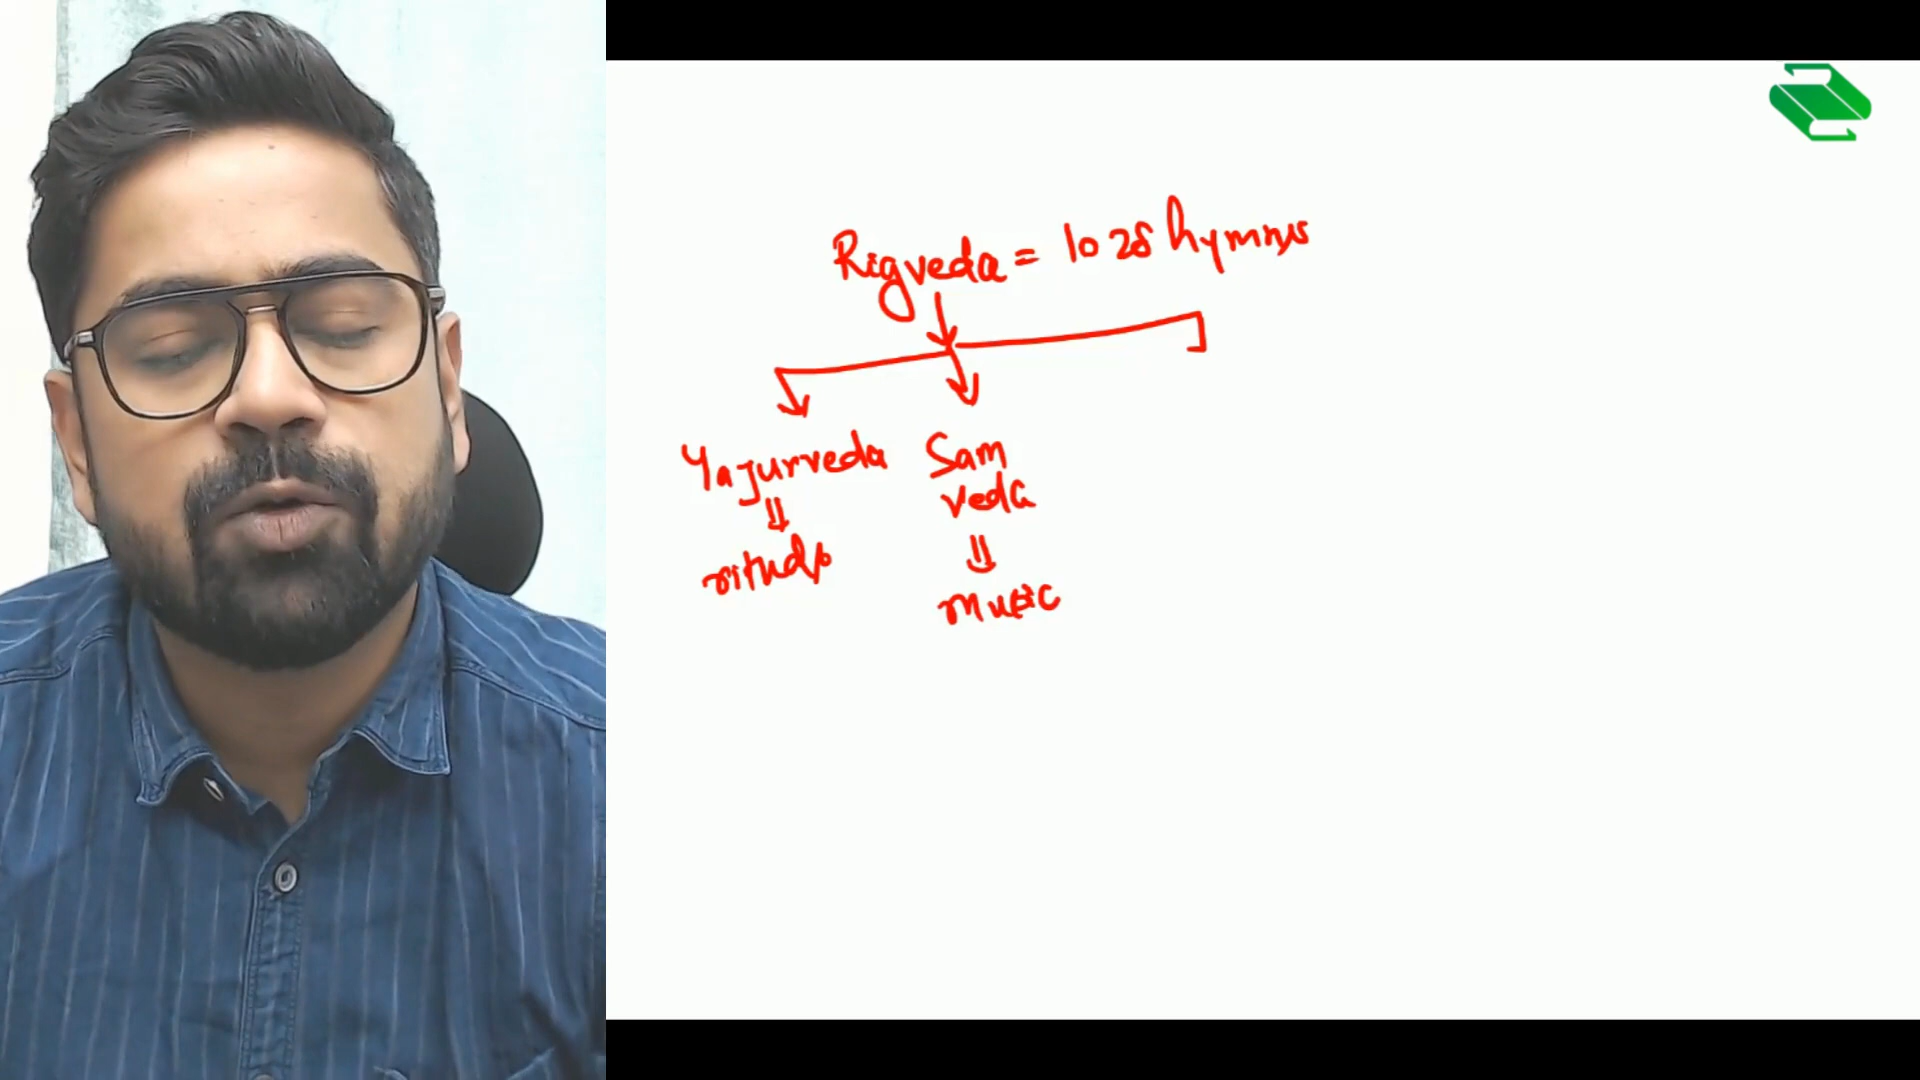 Rigveda = 1028 hymns
Yajurveda
Sam
veda
rituals
music